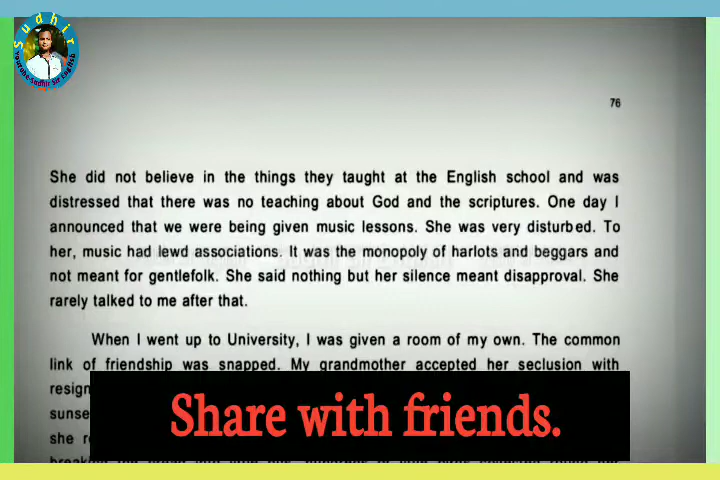 Sudhir
Youtube-Sudhir Sir English
76
She did not believe in the things they taught at the English school and was
distressed that there was no teaching about God and the scriptures. One day I
announced that we were being given music lessons. She was very disturbed. To
her, music had lewd associations. It was the monopoly of harlots and beggars and
not meant for gentlefolk. She said nothing but her silence meant disapproval. She
rarely talked to me after that.
When I went up to University, I was given a room of my own. The common
link of friendship was snapped. My grandmother accepted her seclusion with
resign
sunse
she r
Share with friends.